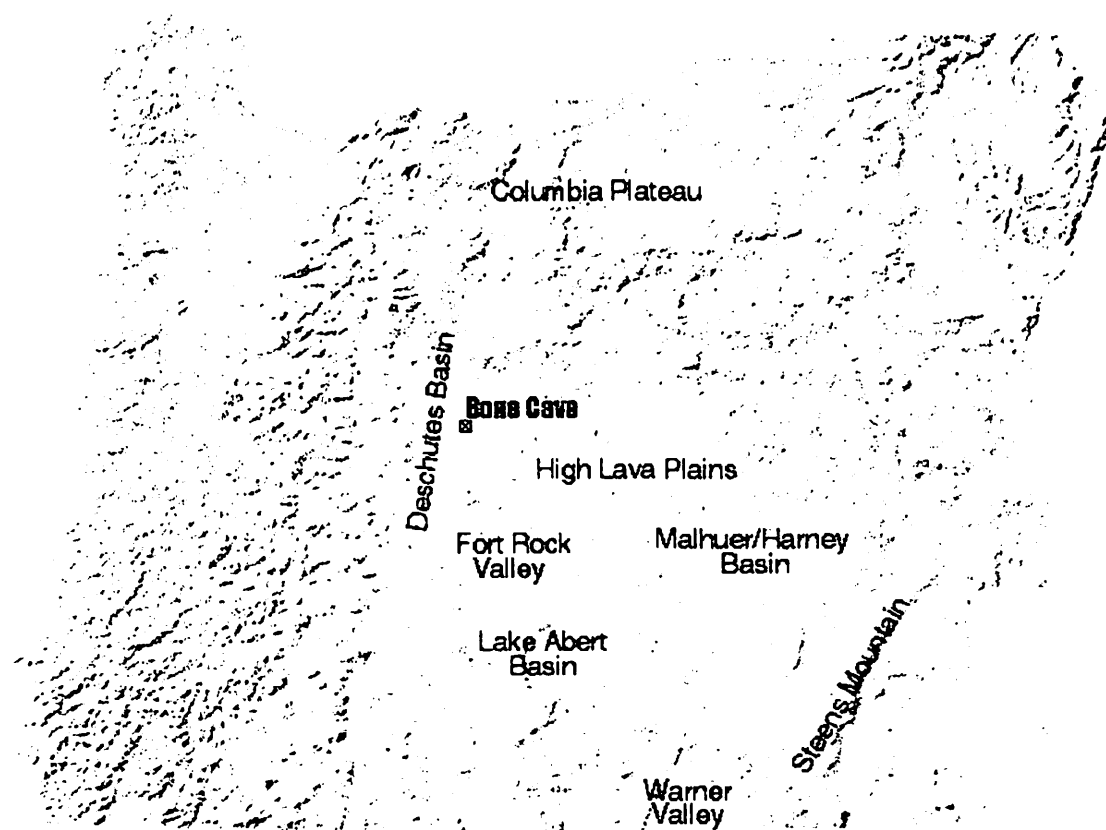 Columbia Plateau
Deschutes Basin
Bone Cave
High Lava Plains
Fort Rock
Valley
Malhuer/Harney
Basin
Lake Abert
Basin
Steens Mountain
Warner
Valley